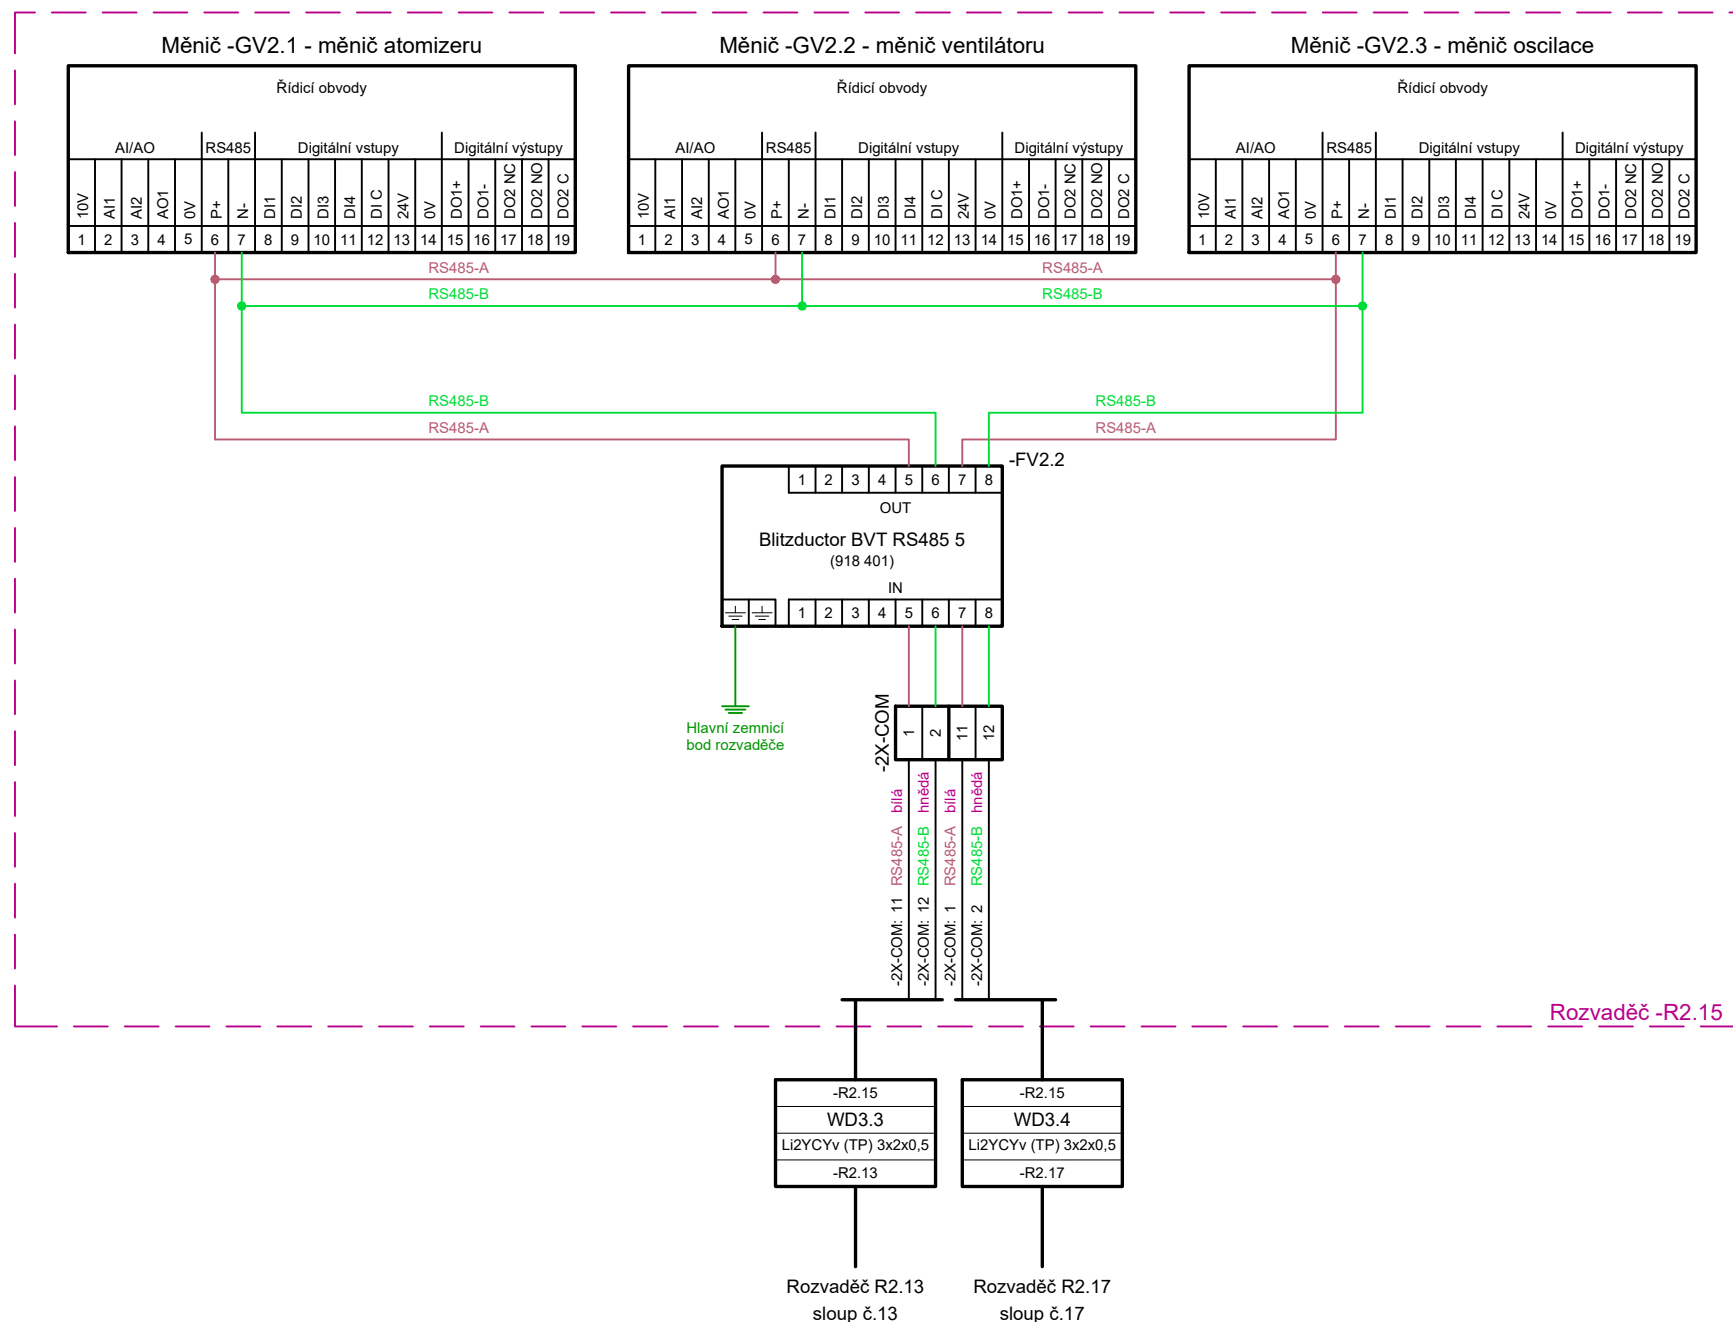 Měnič -GV2.1 - měnič atomizeru
Měnič -GV2.2 - měnič ventilátoru
Měnič -GV2.3 - měnič oscilace
Řídicí obvody
AI/AO RS485 Digitální vstupy Digitální výstupy
10V AI1 AI2 AO1 0V P+ N- DI1 DI2 DI3 DI4 DI C 24V 0V DO1+ DO1- DO2 NC DO2 NO DO2 C
1 2 3 4 5 6 7 8 9 10 11 12 13 14 15 16 17 18 19
Řídicí obvody
AI/AO RS485 Digitální vstupy Digitální výstupy
10V AI1 AI2 AO1 0V P+ N- DI1 DI2 DI3 DI4 DI C 24V 0V DO1+ DO1- DO2 NC DO2 NO DO2 C
1 2 3 4 5 6 7 8 9 10 11 12 13 14 15 16 17 18 19
Řídicí obvody
AI/AO RS485 Digitální vstupy Digitální výstupy
10V AI1 AI2 AO1 0V P+ N- DI1 DI2 DI3 DI4 DI C 24V 0V DO1+ DO1- DO2 NC DO2 NO DO2 C
1 2 3 4 5 6 7 8 9 10 11 12 13 14 15 16 17 18 19
RS485-A RS485-A
RS485-B RS485-B
RS485-B RS485-B
RS485-A RS485-A
-FV2.2
1 2 3 4 5 6 7 8
OUT
Blitzductor BVT RS485 5
(918 401)
IN
1 2 3 4 5 6 7 8
Hlavní zemnicí
bod rozvaděče
-2X-COM
1 2 11 12
-2X-COM: 11 RS485-A bílá
-2X-COM: 12 RS485-B hnědá
-2X-COM: 1 RS485-A bílá
-2X-COM: 2 RS485-B hnědá
Rozvaděč -R2.15
-R2.15
WD3.3
Li2YCYv (TP) 3x2x0,5
-R2.13
-R2.15
WD3.4
Li2YCYv (TP) 3x2x0,5
-R2.17
Rozvaděč R2.13
sloup č.13
Rozvaděč R2.17
sloup č.17